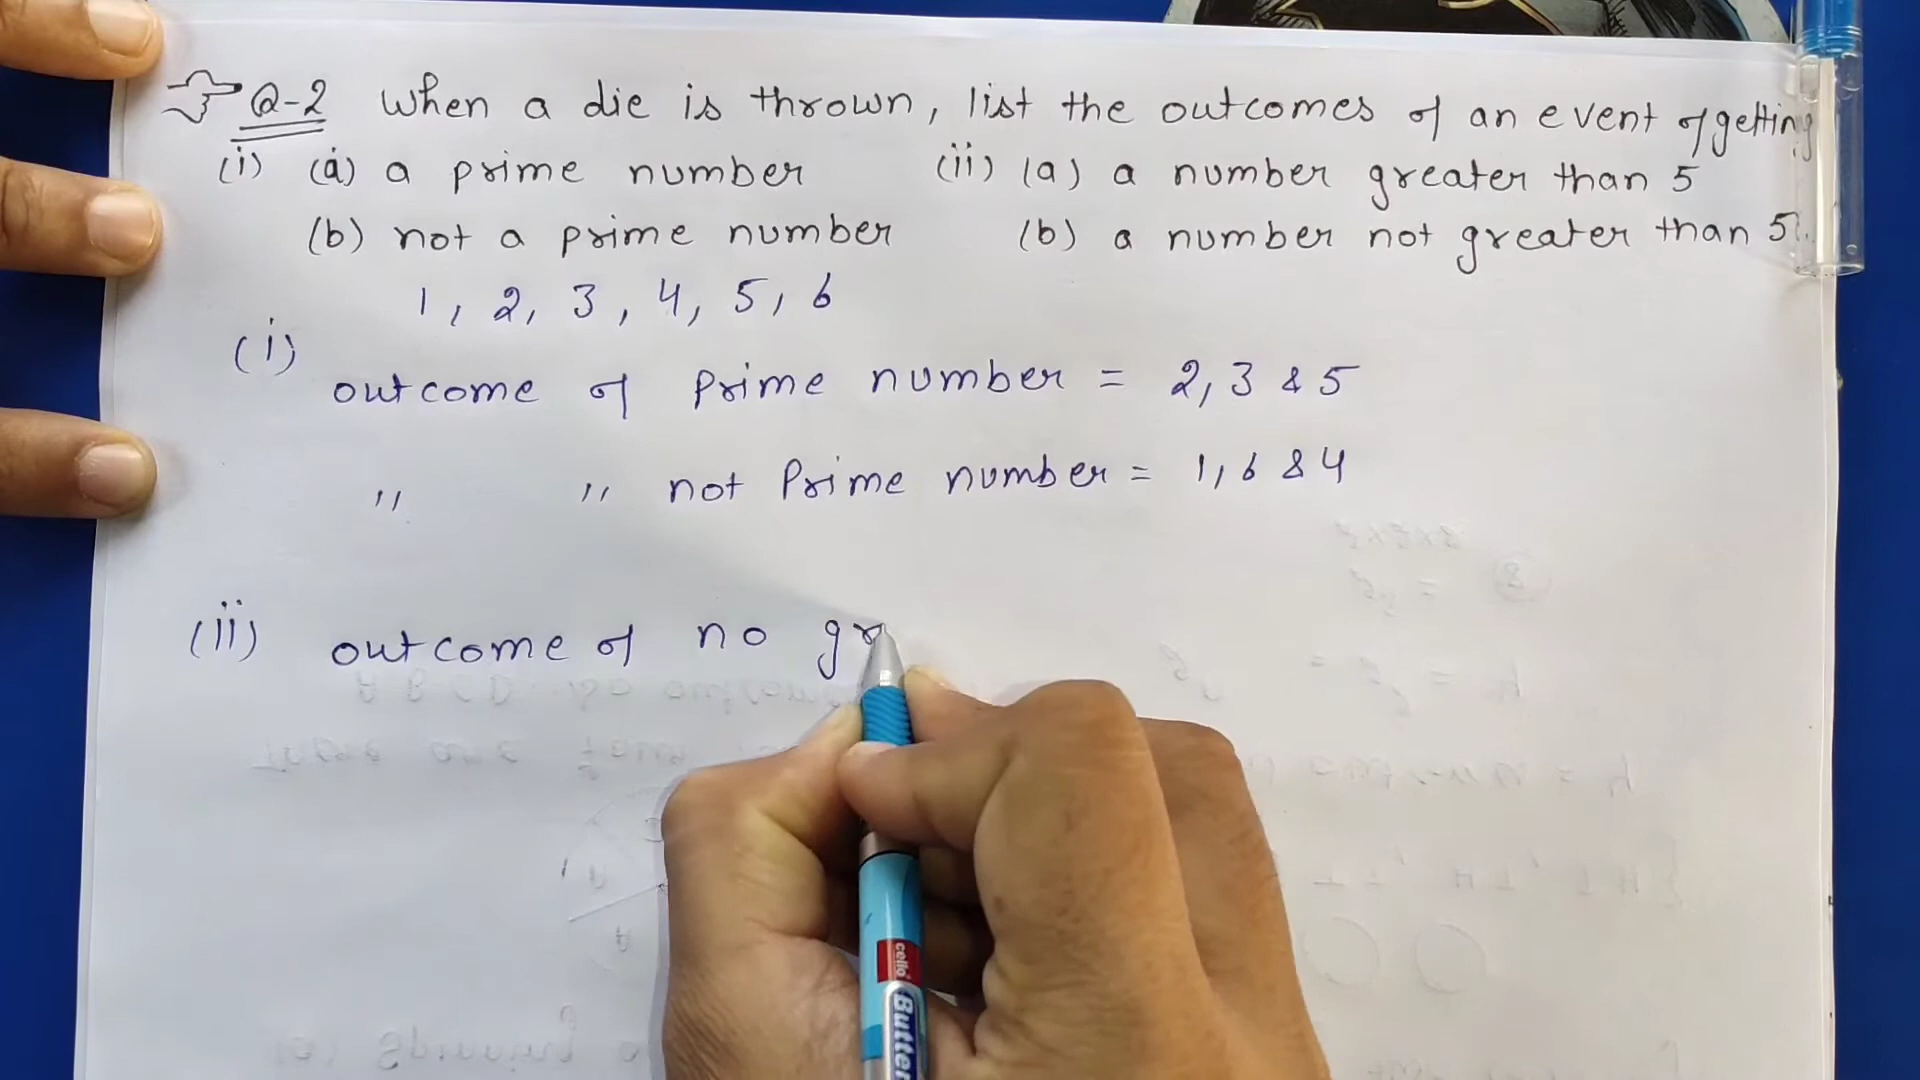 Q-2 When a die is thrown, list the outcomes of an event of getting
(i) (a) a prime number (ii) (a) a number greater than 5
(b) not a prime number (b) a number not greater than 5.
1, 2, 3, 4, 5, 6
(i)
outcome of Prime number = 2, 3 & 5
" " not Prime number = 1, 6 & 4
(ii) outcome of no gr
cello
Butter